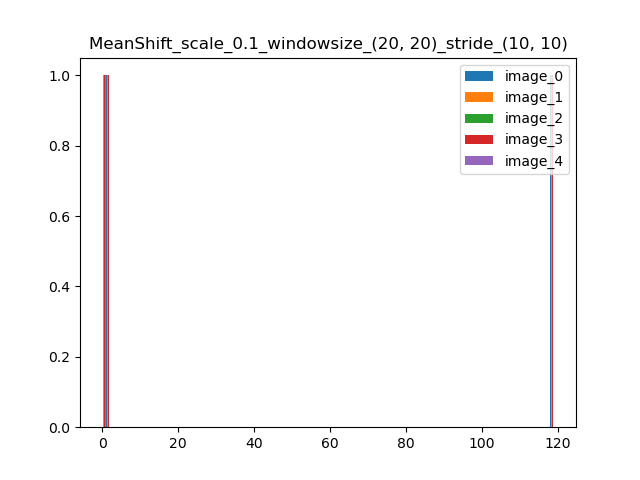 MeanShift_scale_0.1_windowsize_(20, 20)_stride_(10, 10)
1.0
0.8
0.6
0.4
0.2
0.0
image_0
image_1
image_2
image_3
image_4
0 20 40 60 80 100 120